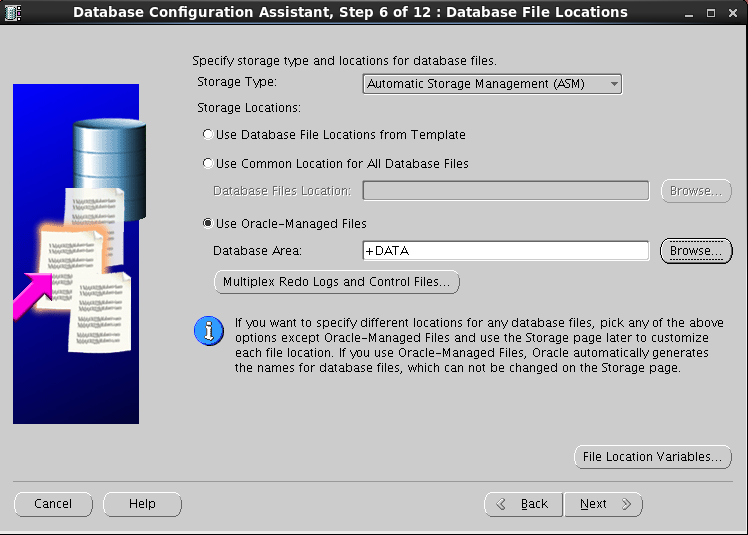 Database Configuration Assistant, Step 6 of 12 : Database File Locations
Specify storage type and locations for database files.
Storage Type: Automatic Storage Management (ASM)
Storage Locations:
Use Database File Locations from Template
Use Common Location for All Database Files
Database Files Location: Browse...
Use Oracle-Managed Files
Database Area: +DATA Browse...
Multiplex Redo Logs and Control Files...
If you want to specify different locations for any database files, pick any of the above
options except Oracle-Managed Files and use the Storage page later to customize
each file location. If you use Oracle-Managed Files, Oracle automatically generates
the names for database files, which can not be changed on the Storage page.
File Location Variables...
Cancel Help Back Next